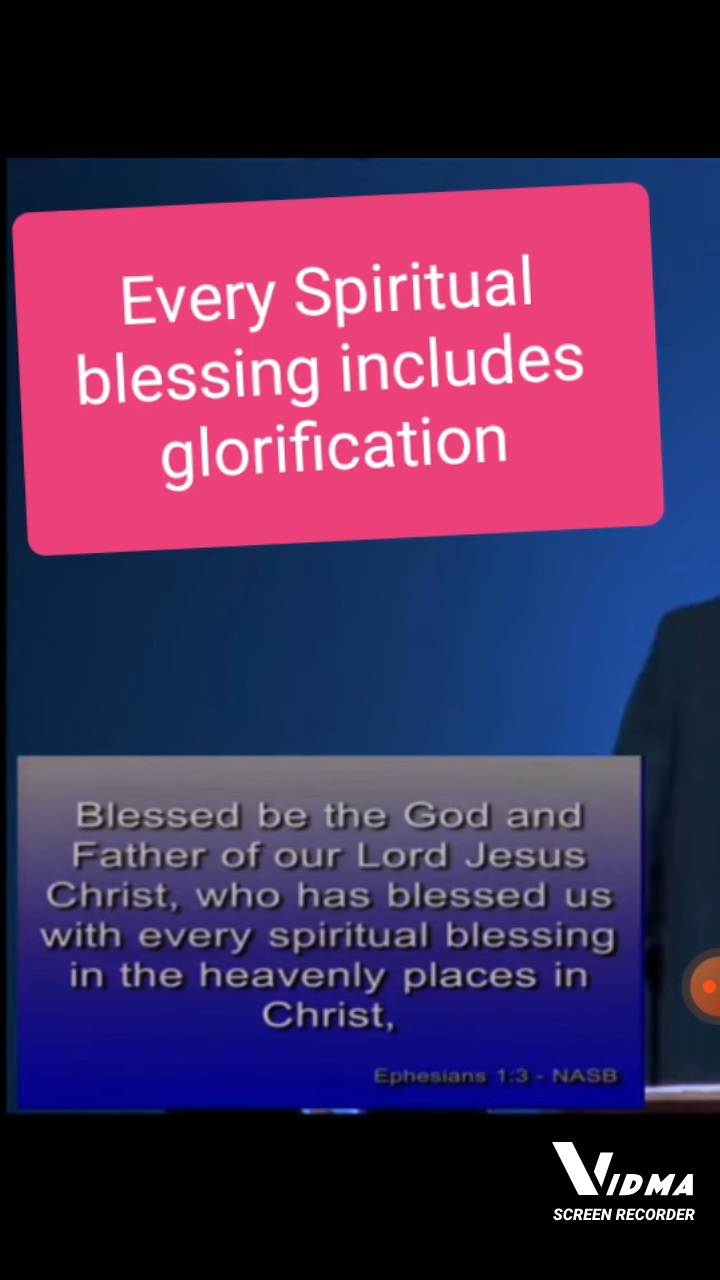 Every Spiritual
blessing includes
glorification
Blessed be the God and
Father of our Lord Jesus
Christ, who has blessed us
with every spiritual blessing
in the heavenly places in
Christ,
Ephesians 1:3 - NASB
VIDMA
SCREEN RECORDER